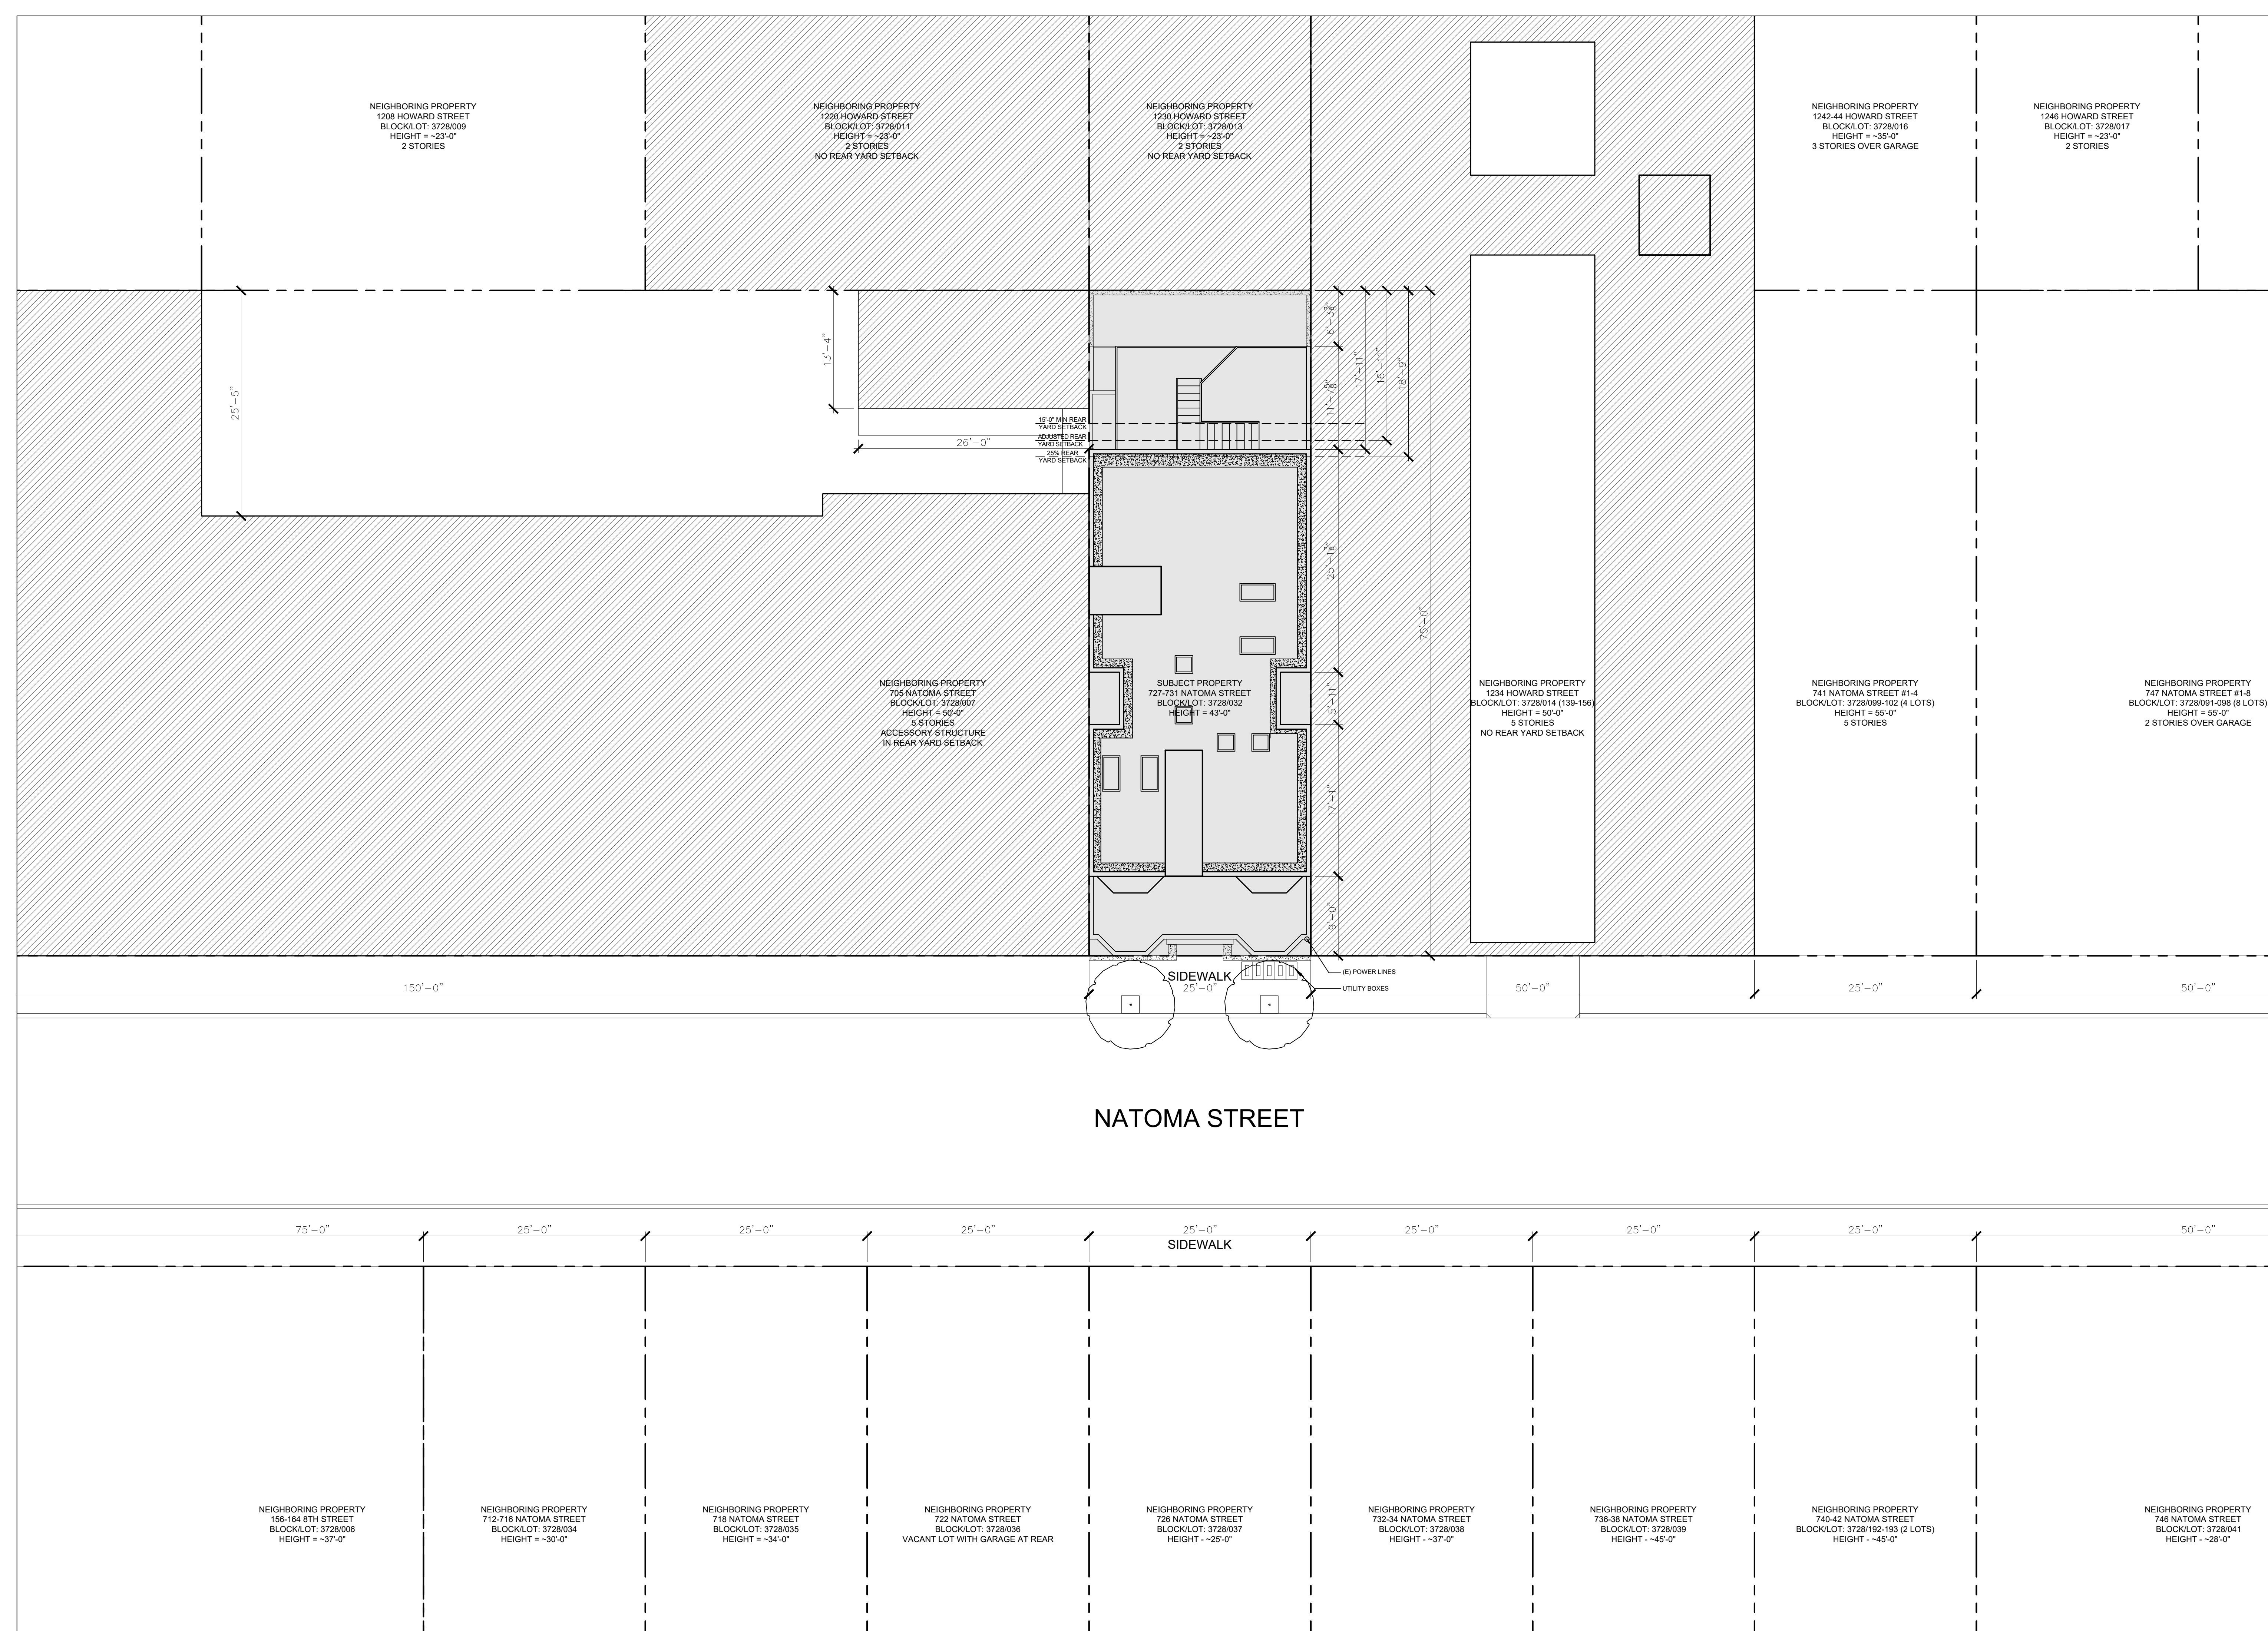 NEIGHBORING PROPERTY
1208 HOWARD STREET
BLOCK/LOT: 3728/009
HEIGHT = ~23'-0"
2 STORIES
NEIGHBORING PROPERTY
1220 HOWARD STREET
BLOCK/LOT: 3728/011
HEIGHT = ~23'-0"
2 STORIES
NO REAR YARD SETBACK
NEIGHBORING PROPERTY
1230 HOWARD STREET
BLOCK/LOT: 3728/013
HEIGHT = ~23'-0"
2 STORIES
NO REAR YARD SETBACK
NEIGHBORING PROPERTY
1242-44 HOWARD STREET
BLOCK/LOT: 3728/016
HEIGHT = ~35'-0"
3 STORIES OVER GARAGE
NEIGHBORING PROPERTY
1246 HOWARD STREET
BLOCK/LOT: 3728/017
HEIGHT = ~23'-0"
2 STORIES
25'-5"
13'-4"
26'-0"
15'-0" MIN REAR
YARD SETBACK
ADJUSTED REAR
YARD SETBACK
25% REAR
YARD SETBACK
6'-3⅜"
11'-7⅝"
17'-11"
16'-11"
18'-9"
25'-1⅜"
75'-0"
5'-11"
17'-1"
9'-0"
NEIGHBORING PROPERTY
705 NATOMA STREET
BLOCK/LOT: 3728/007
HEIGHT = 50'-0"
5 STORIES
ACCESSORY STRUCTURE
IN REAR YARD SETBACK
SUBJECT PROPERTY
727-731 NATOMA STREET
BLOCK/LOT: 3728/032
HEIGHT = 43'-0"
NEIGHBORING PROPERTY
1234 HOWARD STREET
BLOCK/LOT: 3728/014 (139-156)
HEIGHT = 50'-0"
5 STORIES
NO REAR YARD SETBACK
NEIGHBORING PROPERTY
741 NATOMA STREET #1-4
BLOCK/LOT: 3728/099-102 (4 LOTS)
HEIGHT = 55'-0"
5 STORIES
NEIGHBORING PROPERTY
747 NATOMA STREET #1-8
BLOCK/LOT: 3728/091-098 (8 LOTS)
HEIGHT = 55'-0"
2 STORIES OVER GARAGE
(E) POWER LINES
UTILITY BOXES
SIDEWALK
150'-0"
25'-0"
50'-0"
25'-0"
50'-0"
NATOMA STREET
75'-0"
25'-0"
25'-0"
25'-0"
25'-0"
25'-0"
25'-0"
25'-0"
50'-0"
SIDEWALK
NEIGHBORING PROPERTY
156-164 8TH STREET
BLOCK/LOT: 3728/006
HEIGHT = ~37'-0"
NEIGHBORING PROPERTY
712-716 NATOMA STREET
BLOCK/LOT: 3728/034
HEIGHT = ~30'-0"
NEIGHBORING PROPERTY
718 NATOMA STREET
BLOCK/LOT: 3728/035
HEIGHT = ~34'-0"
NEIGHBORING PROPERTY
722 NATOMA STREET
BLOCK/LOT: 3728/036
VACANT LOT WITH GARAGE AT REAR
NEIGHBORING PROPERTY
726 NATOMA STREET
BLOCK/LOT: 3728/037
HEIGHT - ~25'-0"
NEIGHBORING PROPERTY
732-34 NATOMA STREET
BLOCK/LOT: 3728/038
HEIGHT - ~37'-0"
NEIGHBORING PROPERTY
736-38 NATOMA STREET
BLOCK/LOT: 3728/039
HEIGHT - ~45'-0"
NEIGHBORING PROPERTY
740-42 NATOMA STREET
BLOCK/LOT: 3728/192-193 (2 LOTS)
HEIGHT - ~45'-0"
NEIGHBORING PROPERTY
746 NATOMA STREET
BLOCK/LOT: 3728/041
HEIGHT - ~28'-0"